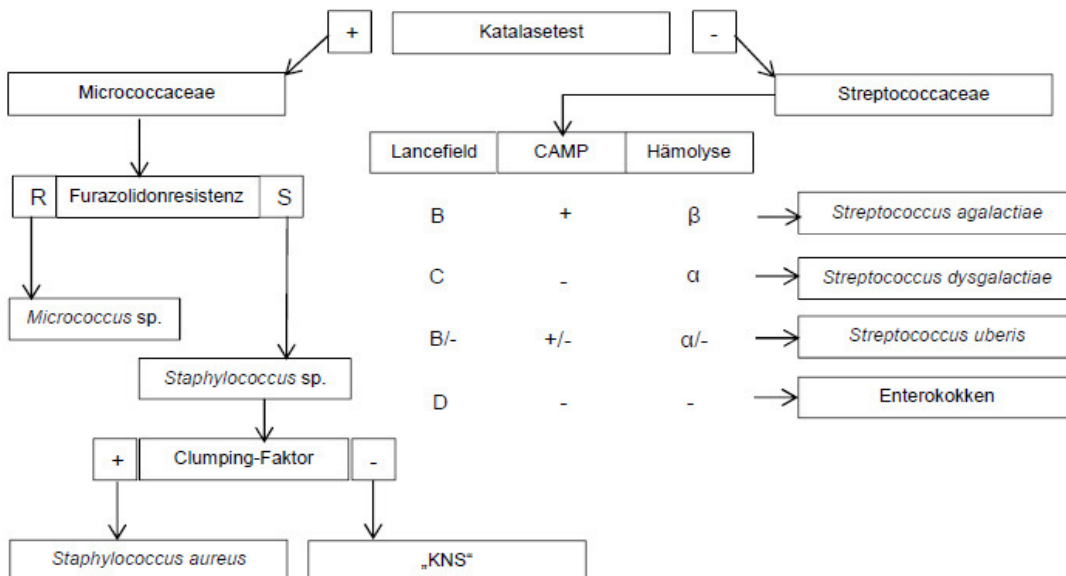 + Katalasetest -
Micrococcaceae
Streptococcaceae
Lancefield CAMP Hämolyse
R Furazolidonresistenz S
B + β Streptococcus agalactiae
C - α Streptococcus dysgalactiae
Micrococcus sp.
B/- +/- α/- Streptococcus uberis
Staphylococcus sp.
D - - Enterokokken
+ Clumping-Faktor -
Staphylococcus aureus
„KNS“